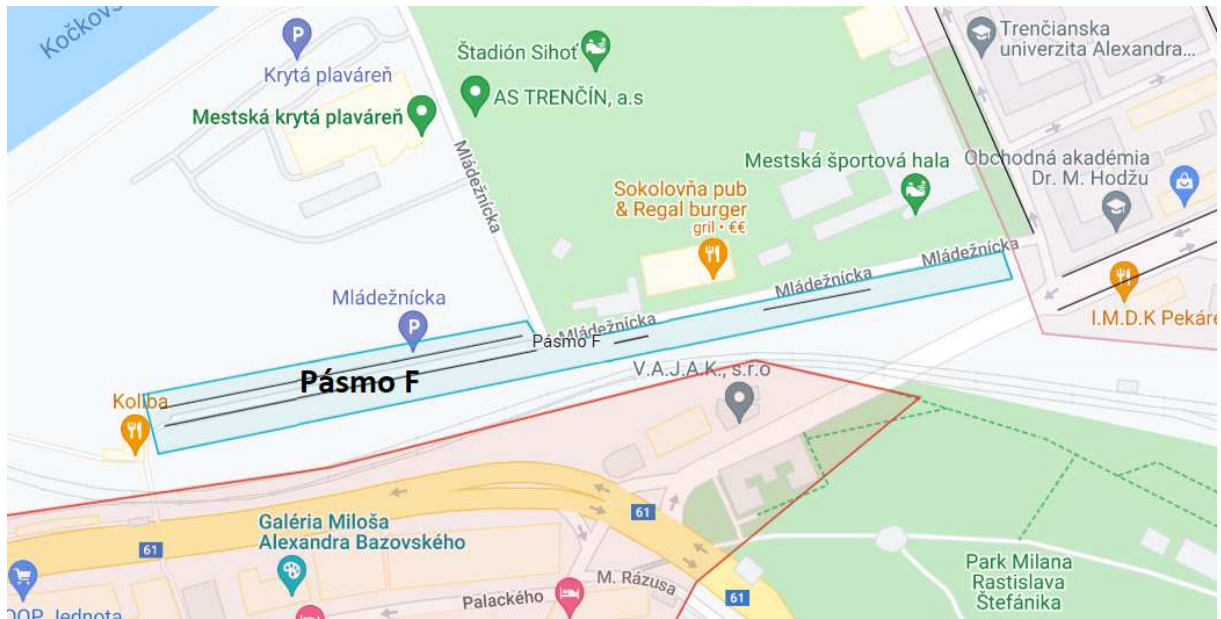 Kočkovs
P
Krytá plaváreň
Mestská krytá plaváreň
Štadión Sihoť
AS TRENČÍN, a.s
Trenčianska
univerzita Alexandra...
Mládežnícka
Mestská športová hala
Obchodná akadémia
Dr. M. Hodžu
Sokolovňa pub
& Regal burger
gril • €€
Mládežnícka
Mládežnícka
Mládežnícka
P
Mládežnícka
Pásmo F
I.M.D.K Pekáre
Pásmo F
V.A.J.A.K., s.r.o
Koliba
61
61
Galéria Miloša
Alexandra Bazovského
M. Rázusa
Palackého
61
Park Milana
Rastislava
Štefánika
OOP Jednota